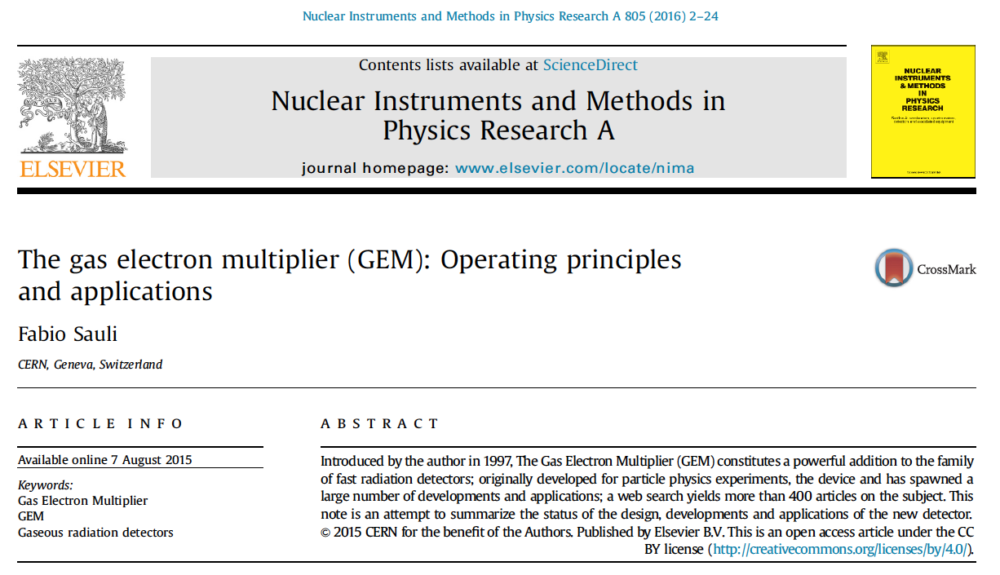 Nuclear Instruments and Methods in Physics Research A 805 (2016) 2–24
Contents lists available at ScienceDirect
Nuclear Instruments and Methods in
Physics Research A
journal homepage: www.elsevier.com/locate/nima
ELSEVIER
NUCLEAR
INSTRUMENTS
& METHODS
IN
PHYSICS
RESEARCH
The gas electron multiplier (GEM): Operating principles
and applications
CrossMark
Fabio Sauli
CERN, Geneva, Switzerland
ARTICLE INFO
Available online 7 August 2015
Keywords:
Gas Electron Multiplier
GEM
Gaseous radiation detectors
ABSTRACT
Introduced by the author in 1997, The Gas Electron Multiplier (GEM) constitutes a powerful addition to the family
of fast radiation detectors; originally developed for particle physics experiments, the device and has spawned a
large number of developments and applications; a web search yields more than 400 articles on the subject. This
note is an attempt to summarize the status of the design, developments and applications of the new detector.
© 2015 CERN for the benefit of the Authors. Published by Elsevier B.V. This is an open access article under the CC
BY license (http://creativecommons.org/licenses/by/4.0/).